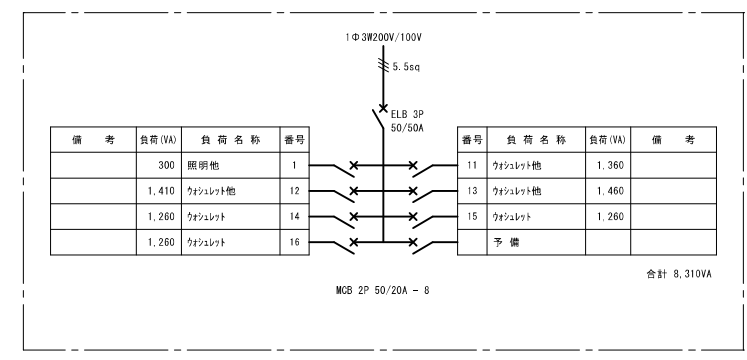 1Φ3W200V/100V
5.5sq
ELB 3P
50/50A
備 考 負荷(VA) 負荷名称 番号
300 照明他 1
1,410 ウォシュレット他 12
1,260 ウォシュレット 14
1,260 ウォシュレット 16
番号 負荷名称 負荷(VA) 備 考
11 ウォシュレット他 1,360
13 ウォシュレット他 1,460
15 ウォシュレット 1,260
予備
合計 8,310VA
MCB 2P 50/20A - 8